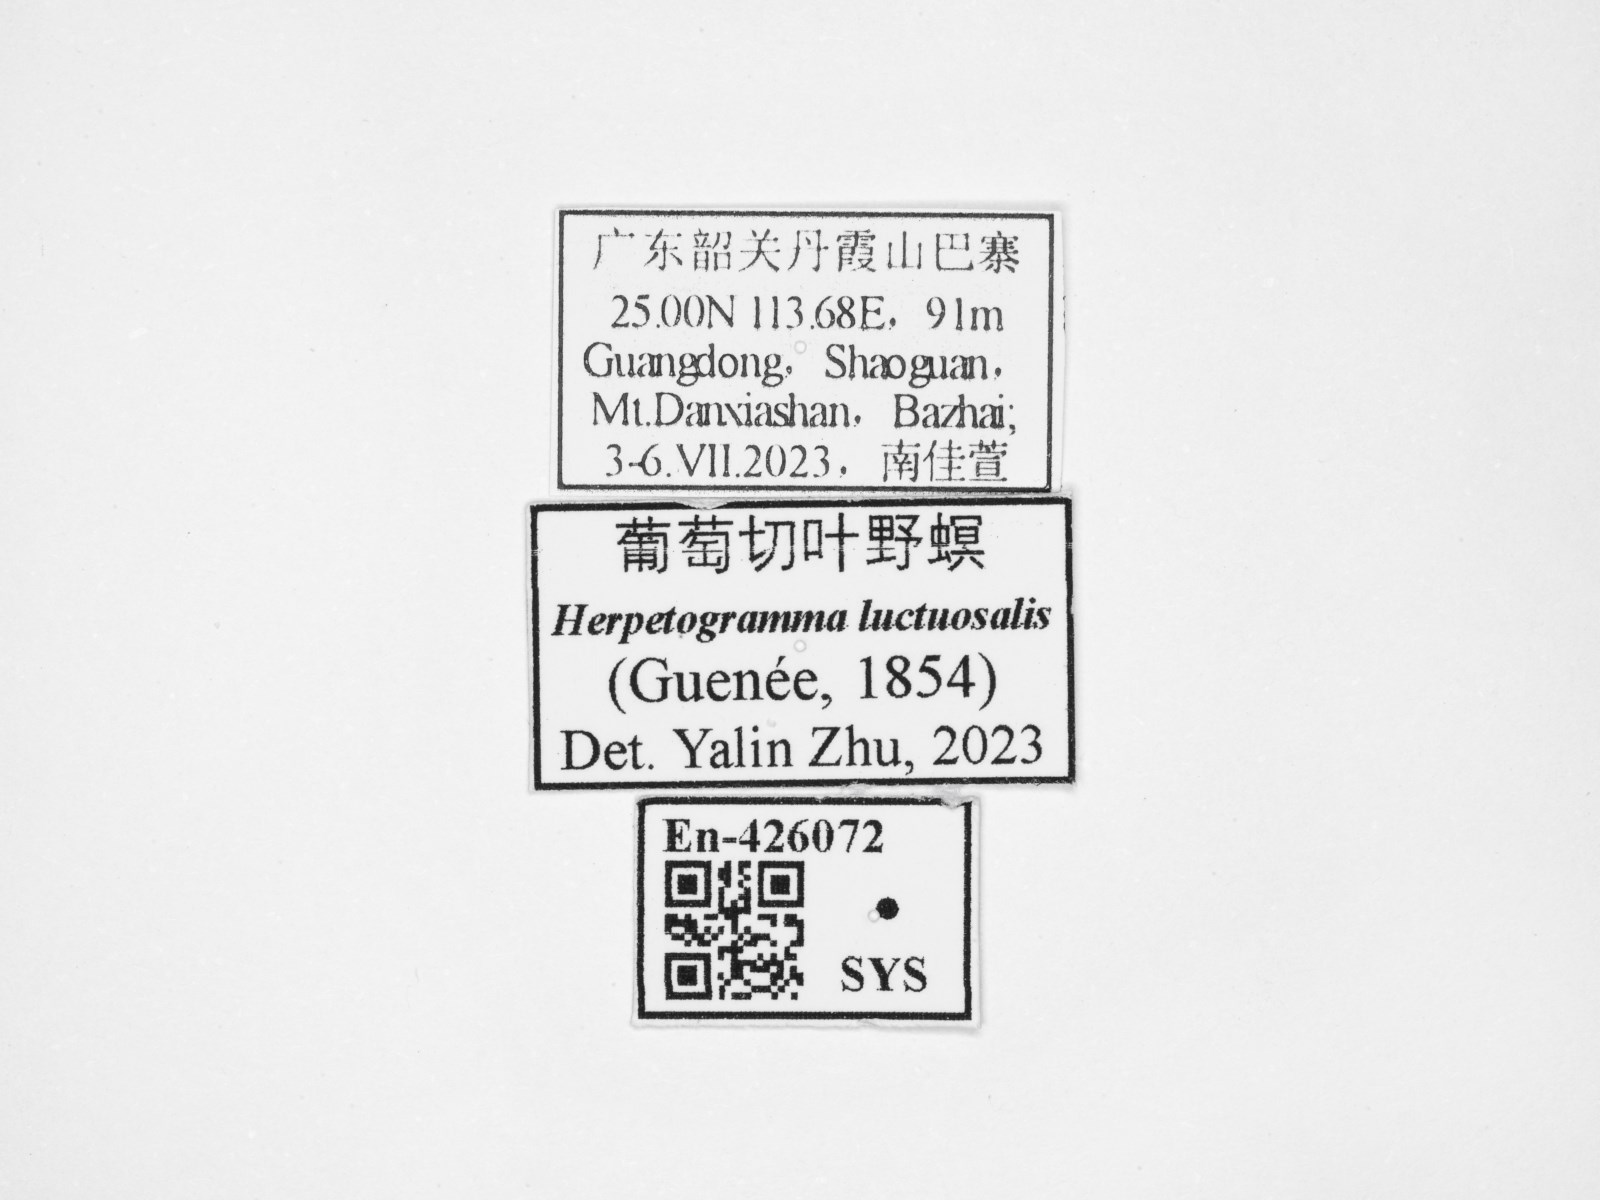 广东韶关丹霞山巴寨
25.00N 113.68E，91m
Guangdong，Shaoguan，
Mt.Danxiashan，Bazhai;
3-6.VII.2023，南佳萱
葡萄切叶野螟
Herpetogramma luctuosalis
(Guenée, 1854)
Det. Yalin Zhu, 2023
En-426072
SYS